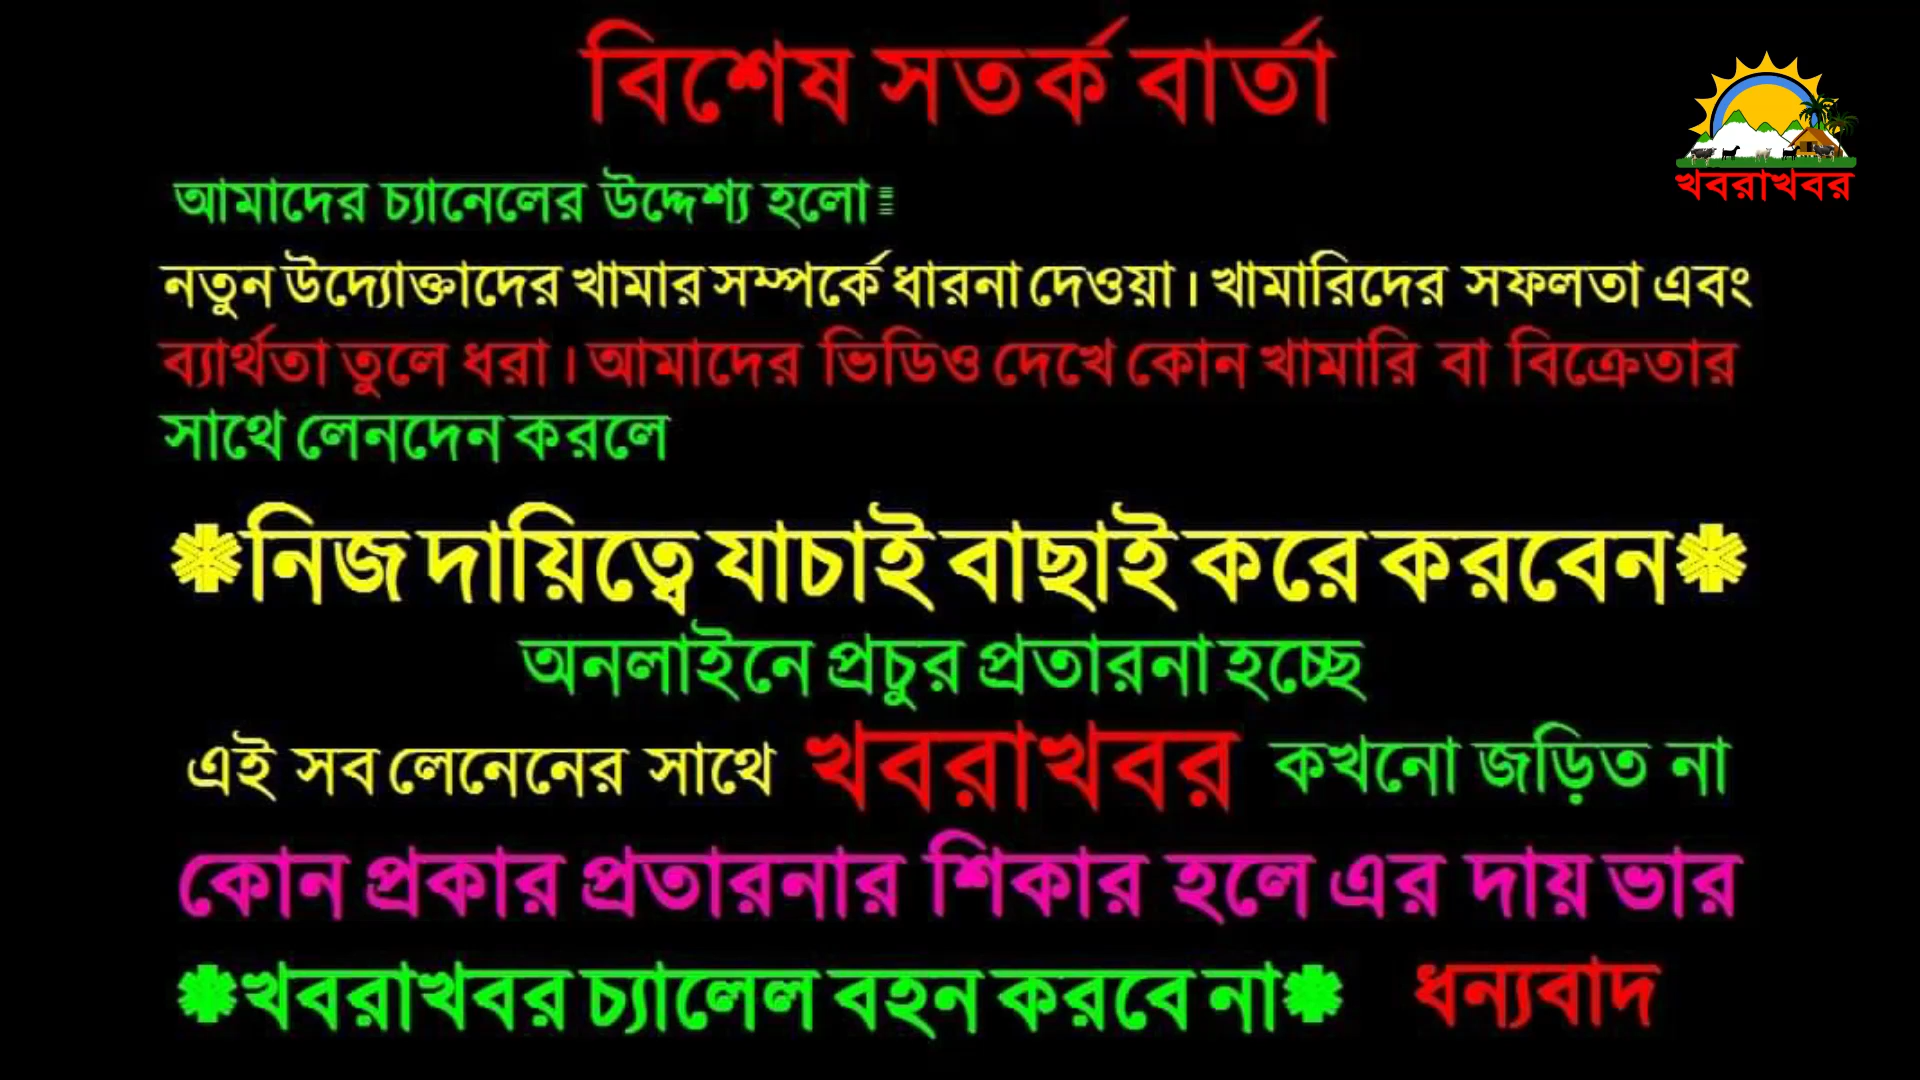 বিশেষ সতর্ক বার্তা
খবরাখবর
আমাদের চ্যানেলের উদ্দেশ্য হলো ঃ
নতুন উদ্যোক্তাদের খামার সম্পর্কে ধারনা দেওয়া । খামারিদের সফলতা এবং
ব্যার্থতা তুলে ধরা । আমাদের ভিডিও দেখে কোন খামারি বা বিক্রেতার
সাথে লেনদেন করলে
*নিজ দায়িত্বে যাচাই বাছাই করে করবেন*
অনলাইনে প্রচুর প্রতারনা হচ্ছে
এই সব লেনেনের সাথে খবরাখবর কখনো জড়িত না
কোন প্রকার প্রতারনার শিকার হলে এর দায় ভার
*খবরাখবর চ্যালেল বহন করবে না* ধন্যবাদ